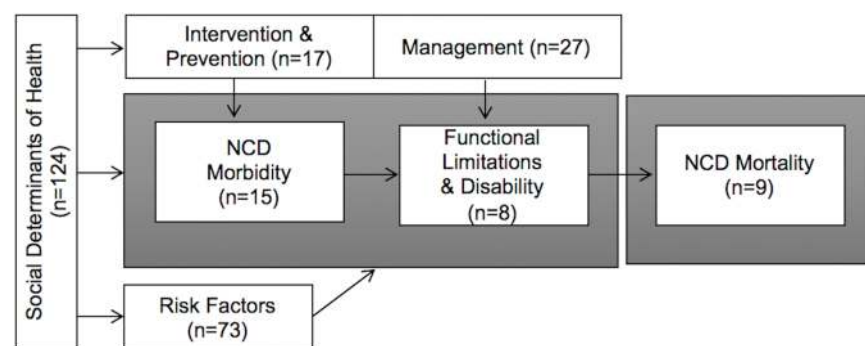 Social Determinants of Health
(n=124)
Intervention &
Prevention (n=17)
Management (n=27)
NCD
Morbidity
(n=15)
Functional
Limitations
& Disability
(n=8)
NCD Mortality
(n=9)
Risk Factors
(n=73)